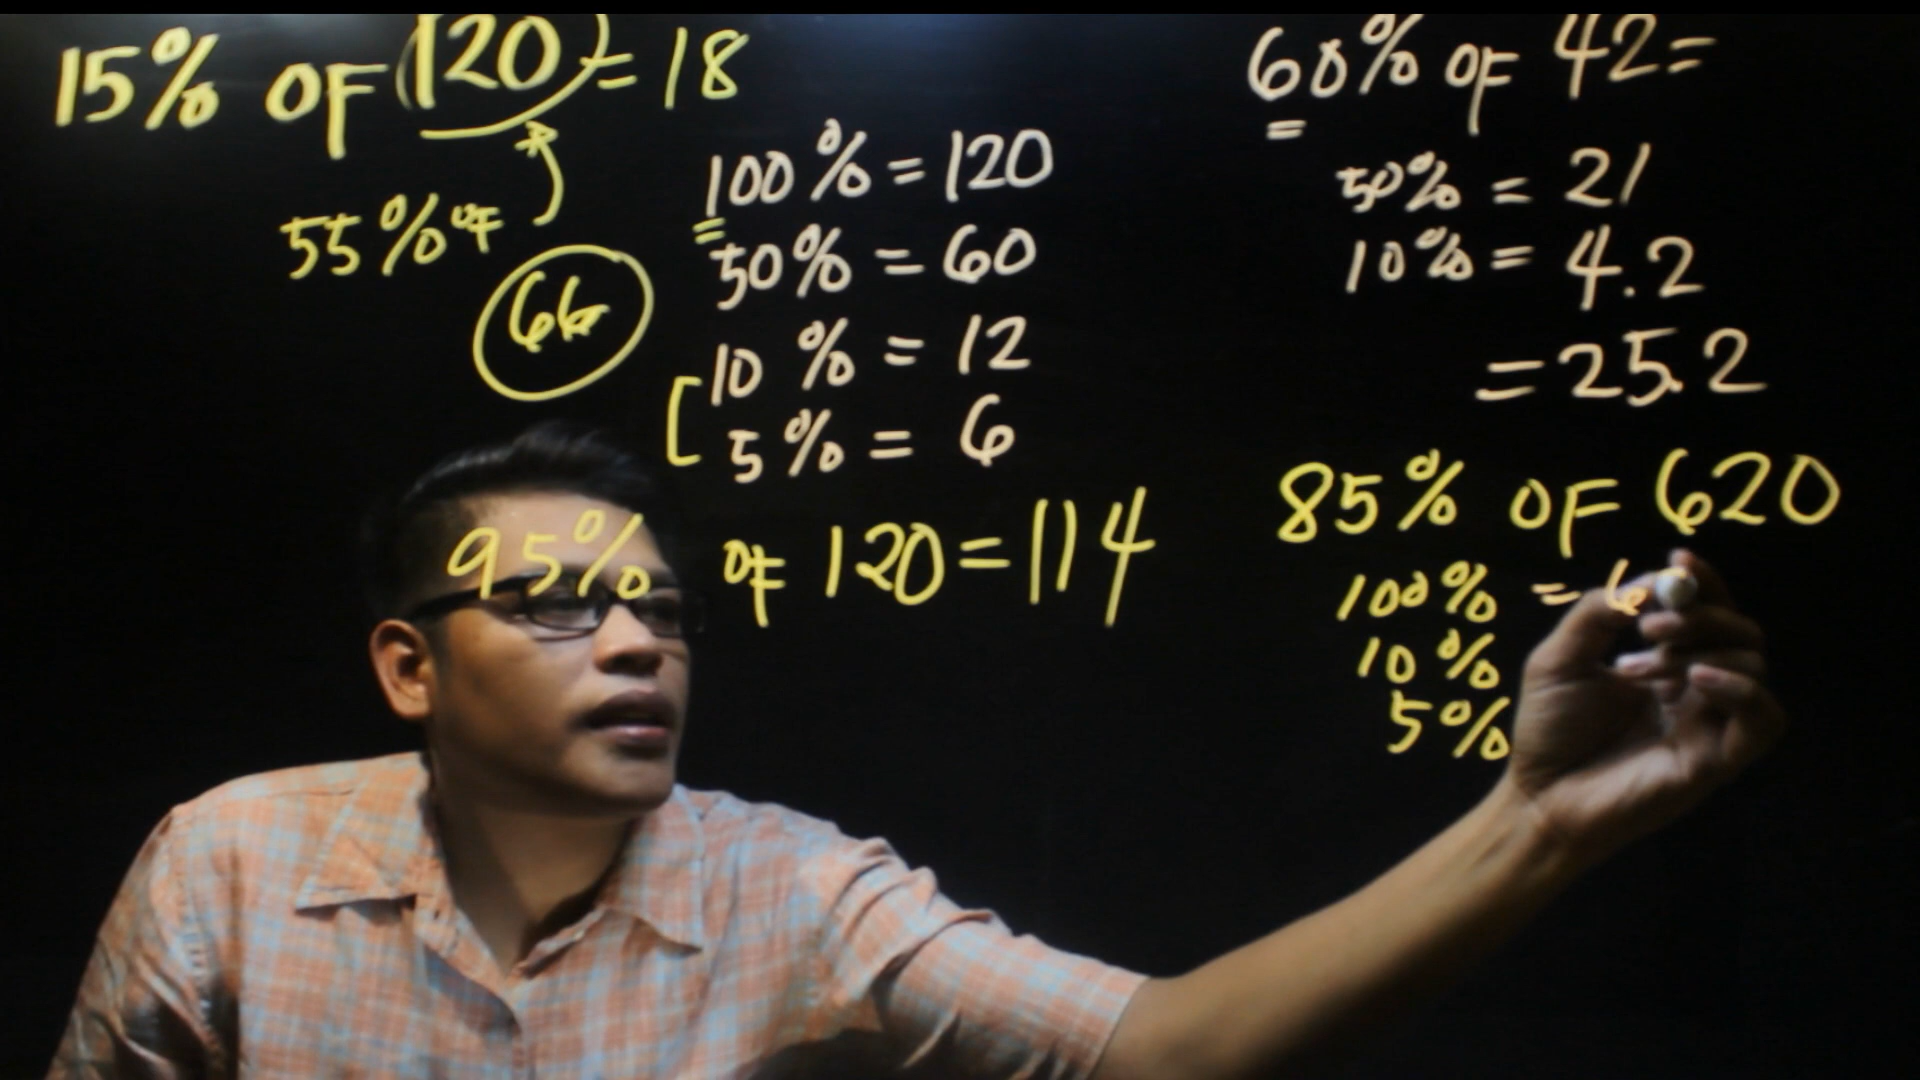 15% OF (120) = 18
55% OF
66
100% = 120
50% = 60
10% = 12
5% = 6
95% OF 120 = 114
60% OF 42 =
50% = 21
10% = 4.2
= 25.2
85% OF 620
100% = 6
10%
5%